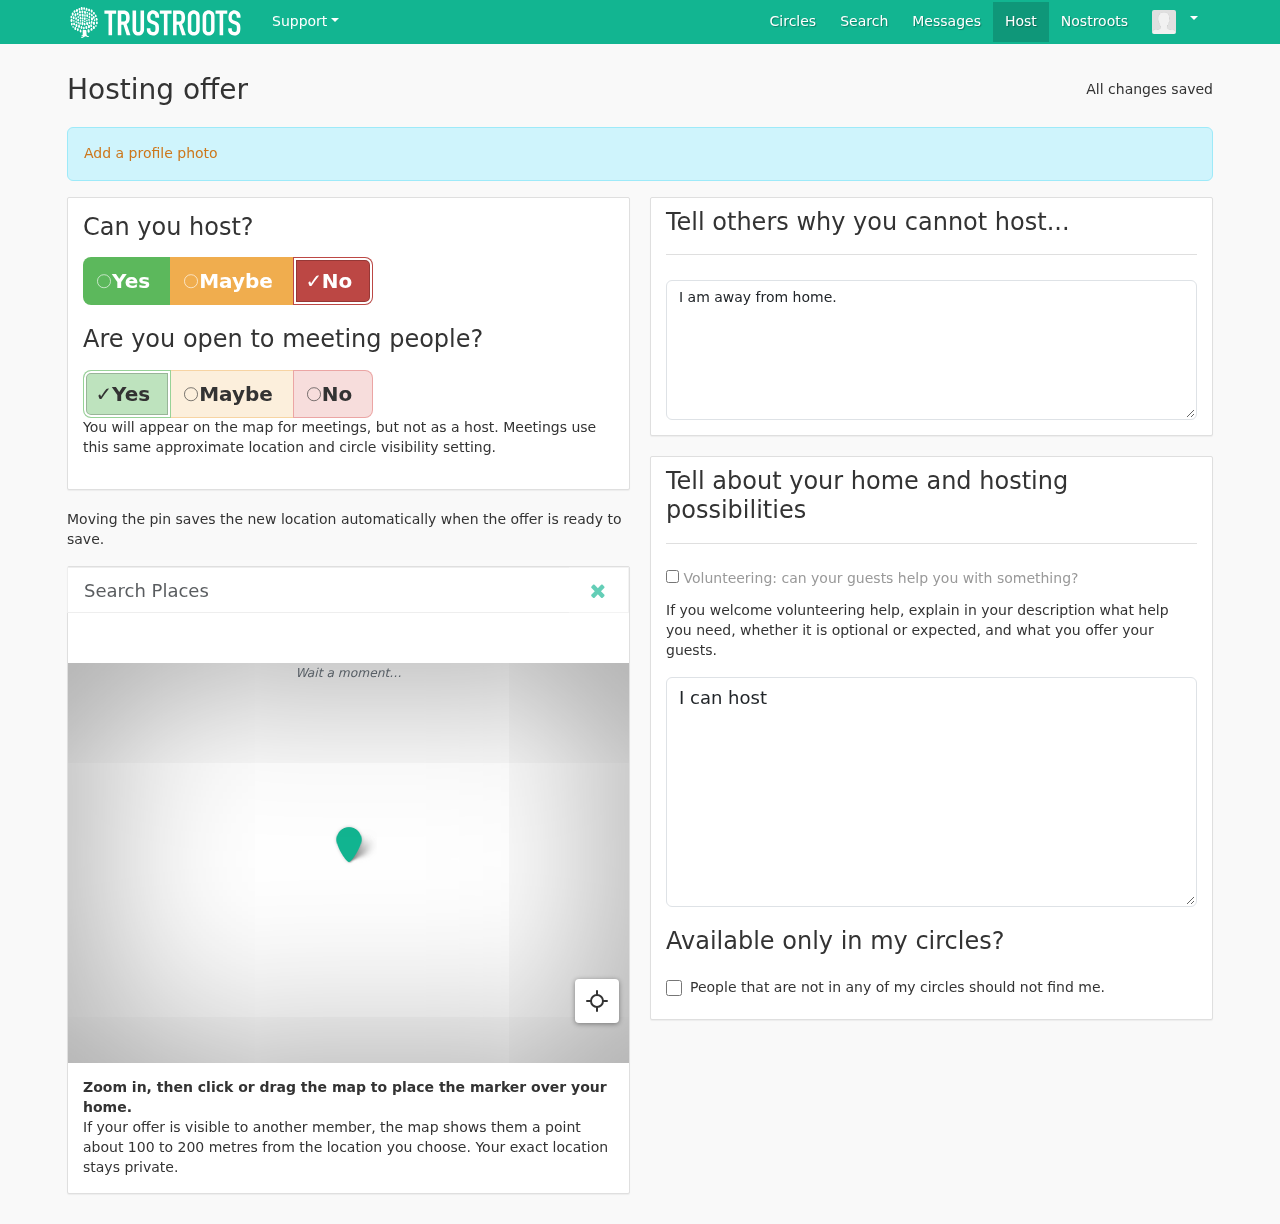 TRUSTROOTS
Support
Circles
Search
Messages
Host
Nostroots
Hosting offer
All changes saved
Add a profile photo
Can you host?
Yes
Maybe
✓No
Are you open to meeting people?
✓Yes
Maybe
No
You will appear on the map for meetings, but not as a host. Meetings use
this same approximate location and circle visibility setting.
Moving the pin saves the new location automatically when the offer is ready to
save.
Search Places
Wait a moment…
Zoom in, then click or drag the map to place the marker over your
home.
If your offer is visible to another member, the map shows them a point
about 100 to 200 metres from the location you choose. Your exact location
stays private.
Tell others why you cannot host...
I am away from home.
Tell about your home and hosting
possibilities
Volunteering: can your guests help you with something?
If you welcome volunteering help, explain in your description what help
you need, whether it is optional or expected, and what you offer your
guests.
I can host
Available only in my circles?
People that are not in any of my circles should not find me.